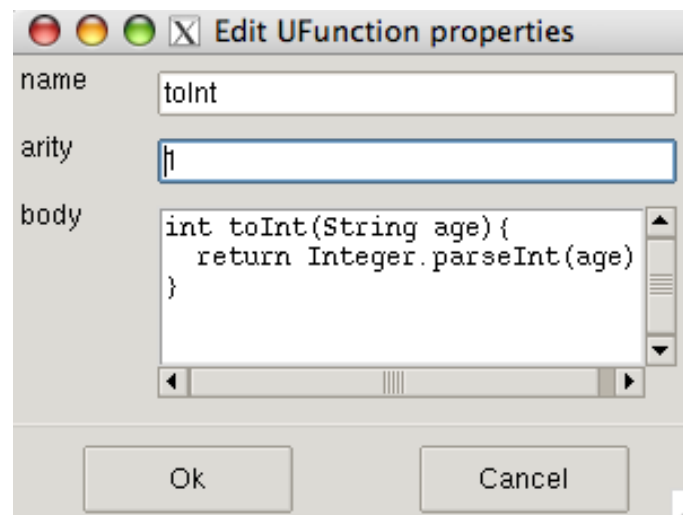 X Edit UFunction properties
name
toInt
arity
1
body
int toInt(String age){
  return Integer.parseInt(age)
}
Ok
Cancel